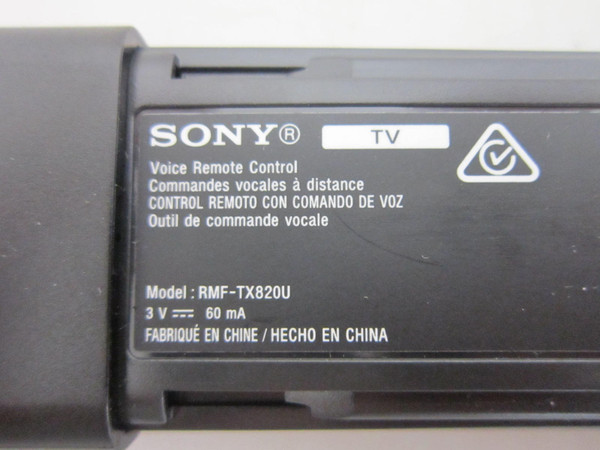 SONY® TV
Voice Remote Control
Commandes vocales à distance
CONTROL REMOTO CON COMANDO DE VOZ
Outil de commande vocale
Model : RMF-TX820U
3 V ⎓ 60 mA
FABRIQUÉ EN CHINE / HECHO EN CHINA